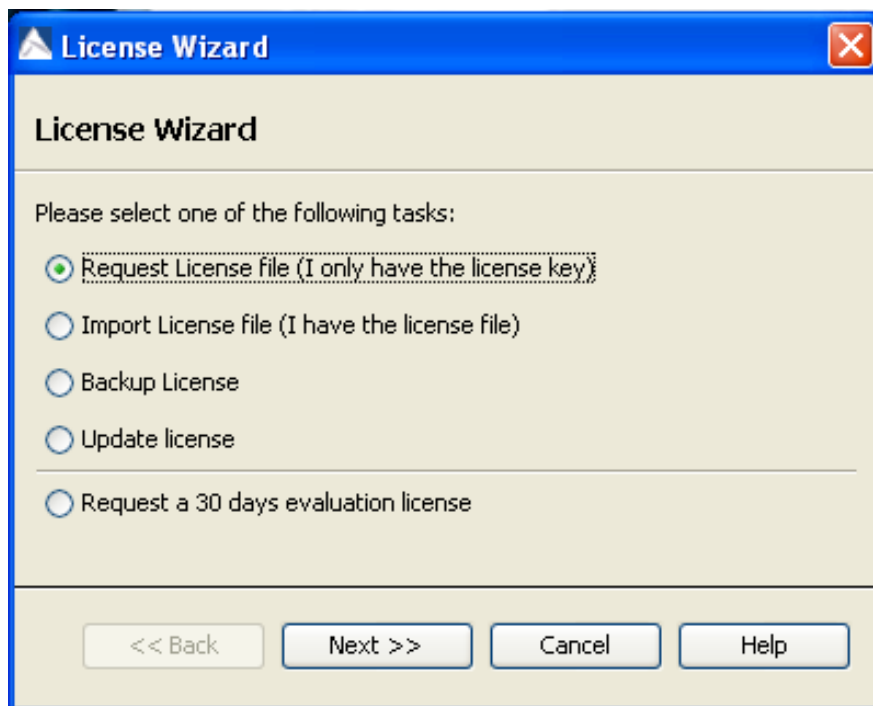 License Wizard
License Wizard
Please select one of the following tasks:
Request License file (I only have the license key)
Import License file (I have the license file)
Backup License
Update license
Request a 30 days evaluation license
<< Back Next >> Cancel Help